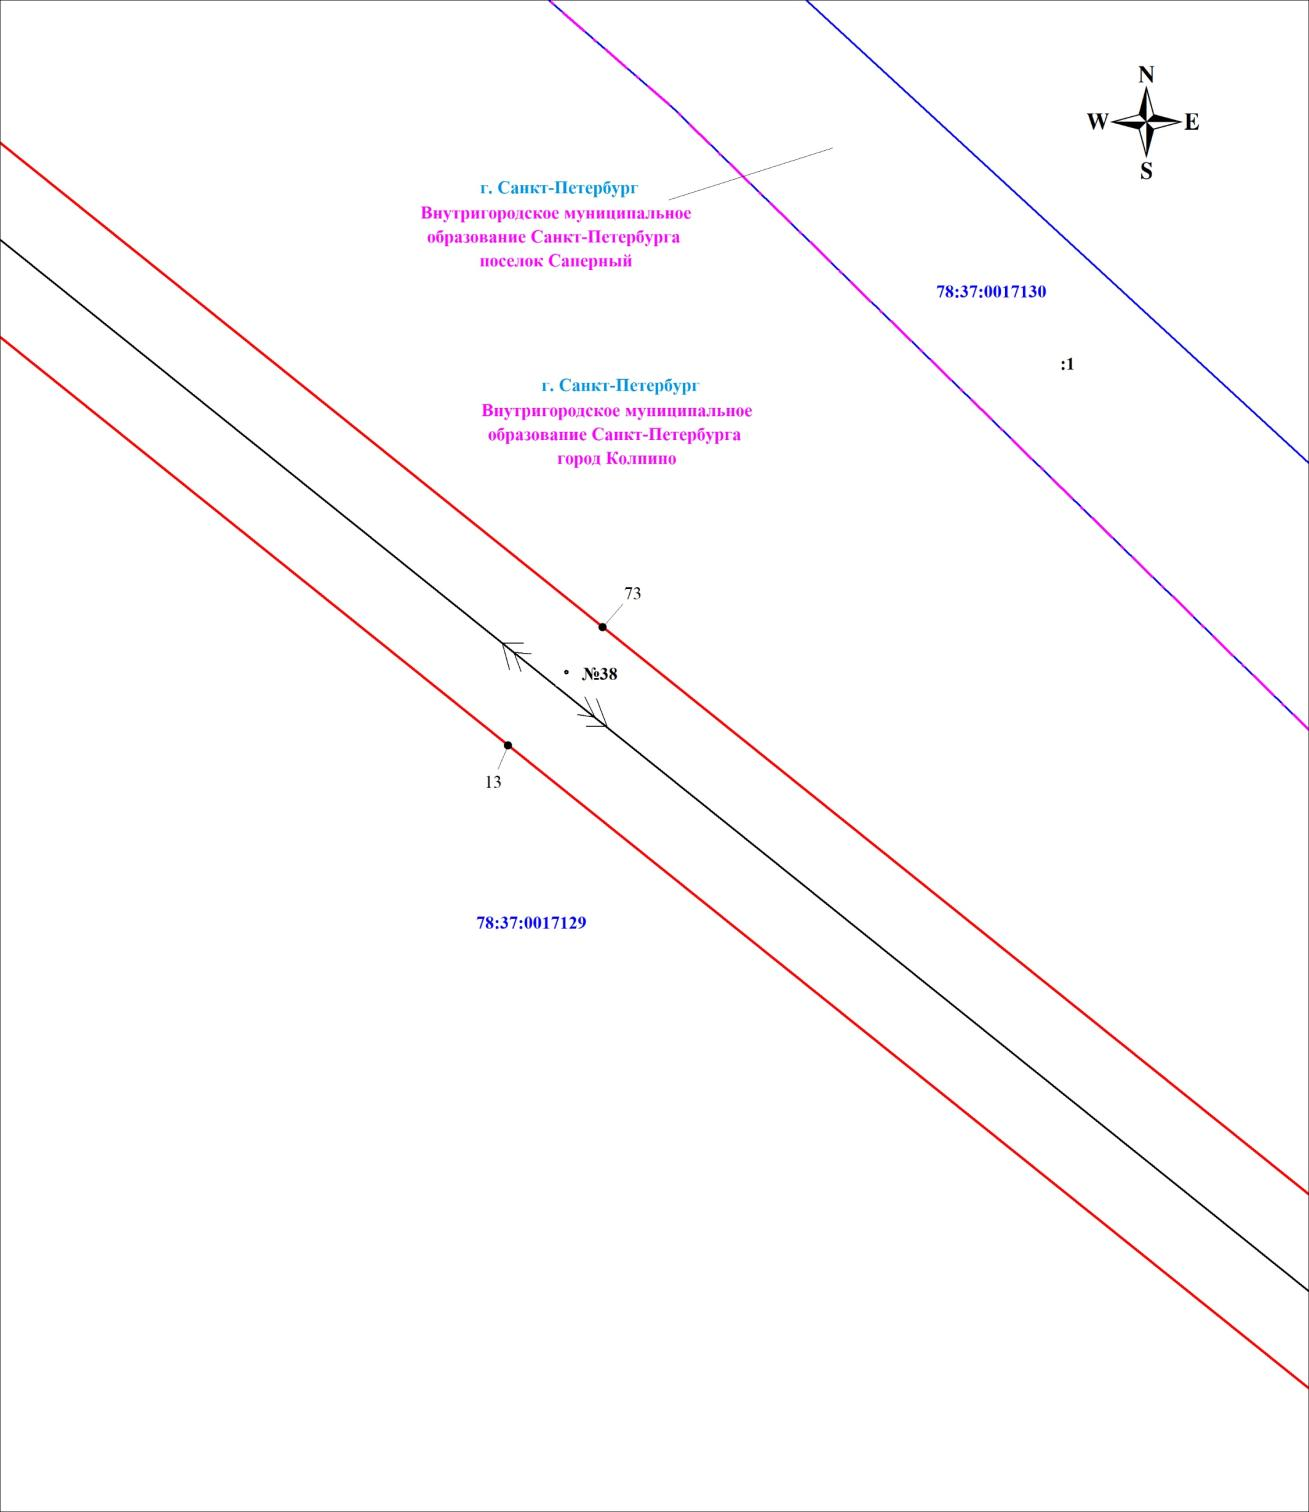 N
W E
S
г. Санкт-Петербург
Внутригородское муниципальное
образование Санкт-Петербурга
поселок Саперный
78:37:0017130
:1
г. Санкт-Петербург
Внутригородское муниципальное
образование Санкт-Петербурга
город Колпино
73
№38
13
78:37:0017129